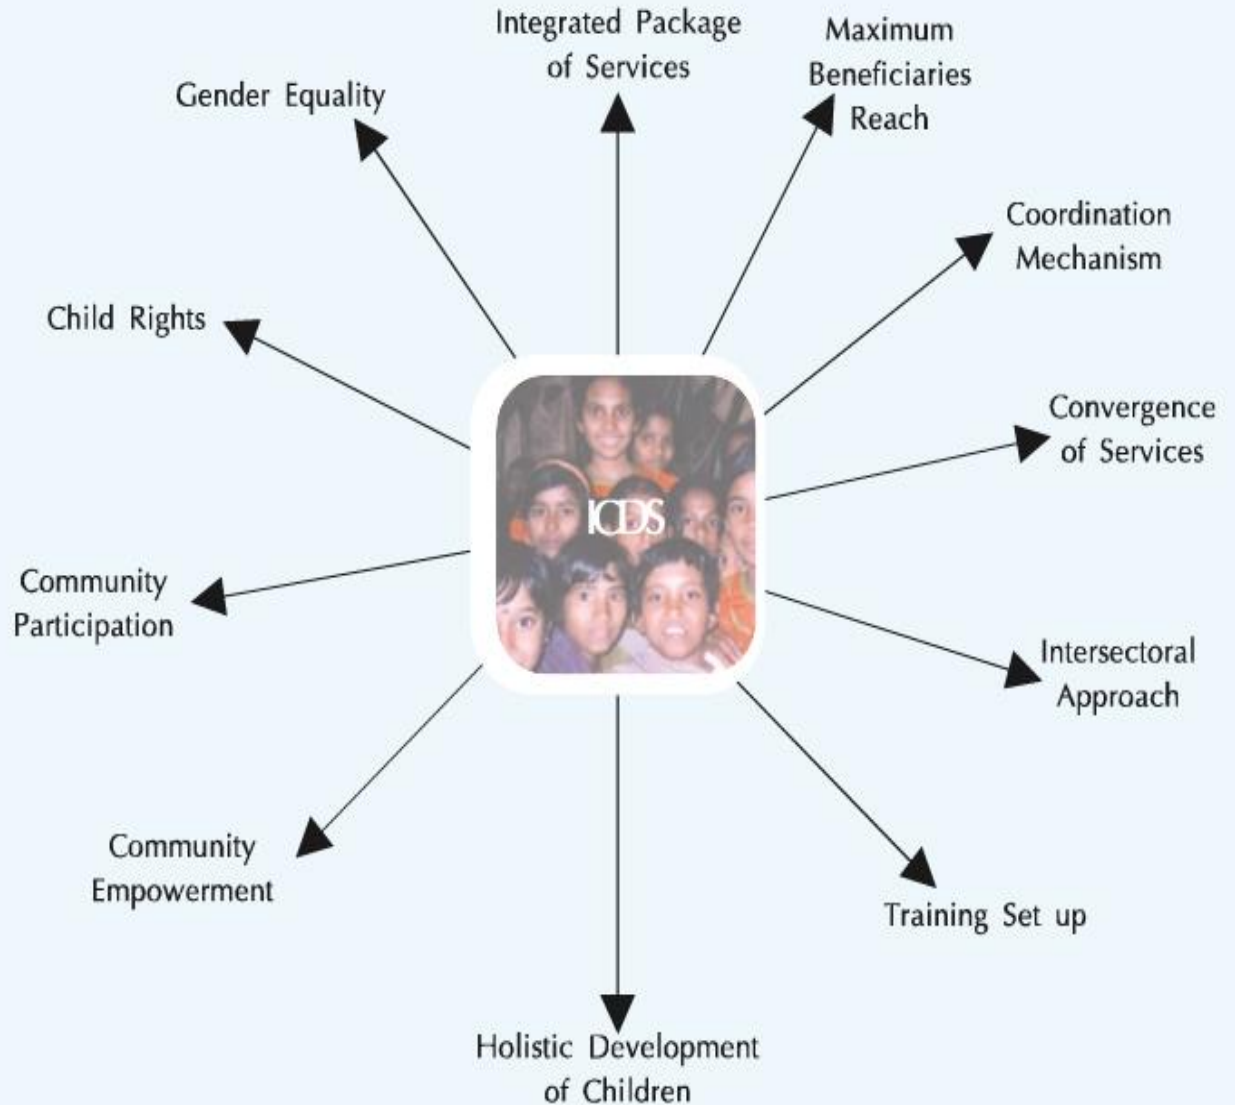 Integrated Package
of Services
Maximum
Beneficiaries
Reach
Gender Equality
Coordination
Mechanism
Child Rights
Convergence
of Services
ICDS
Community
Participation
Intersectoral
Approach
Community
Empowerment
Training Set up
Holistic Development
of Children